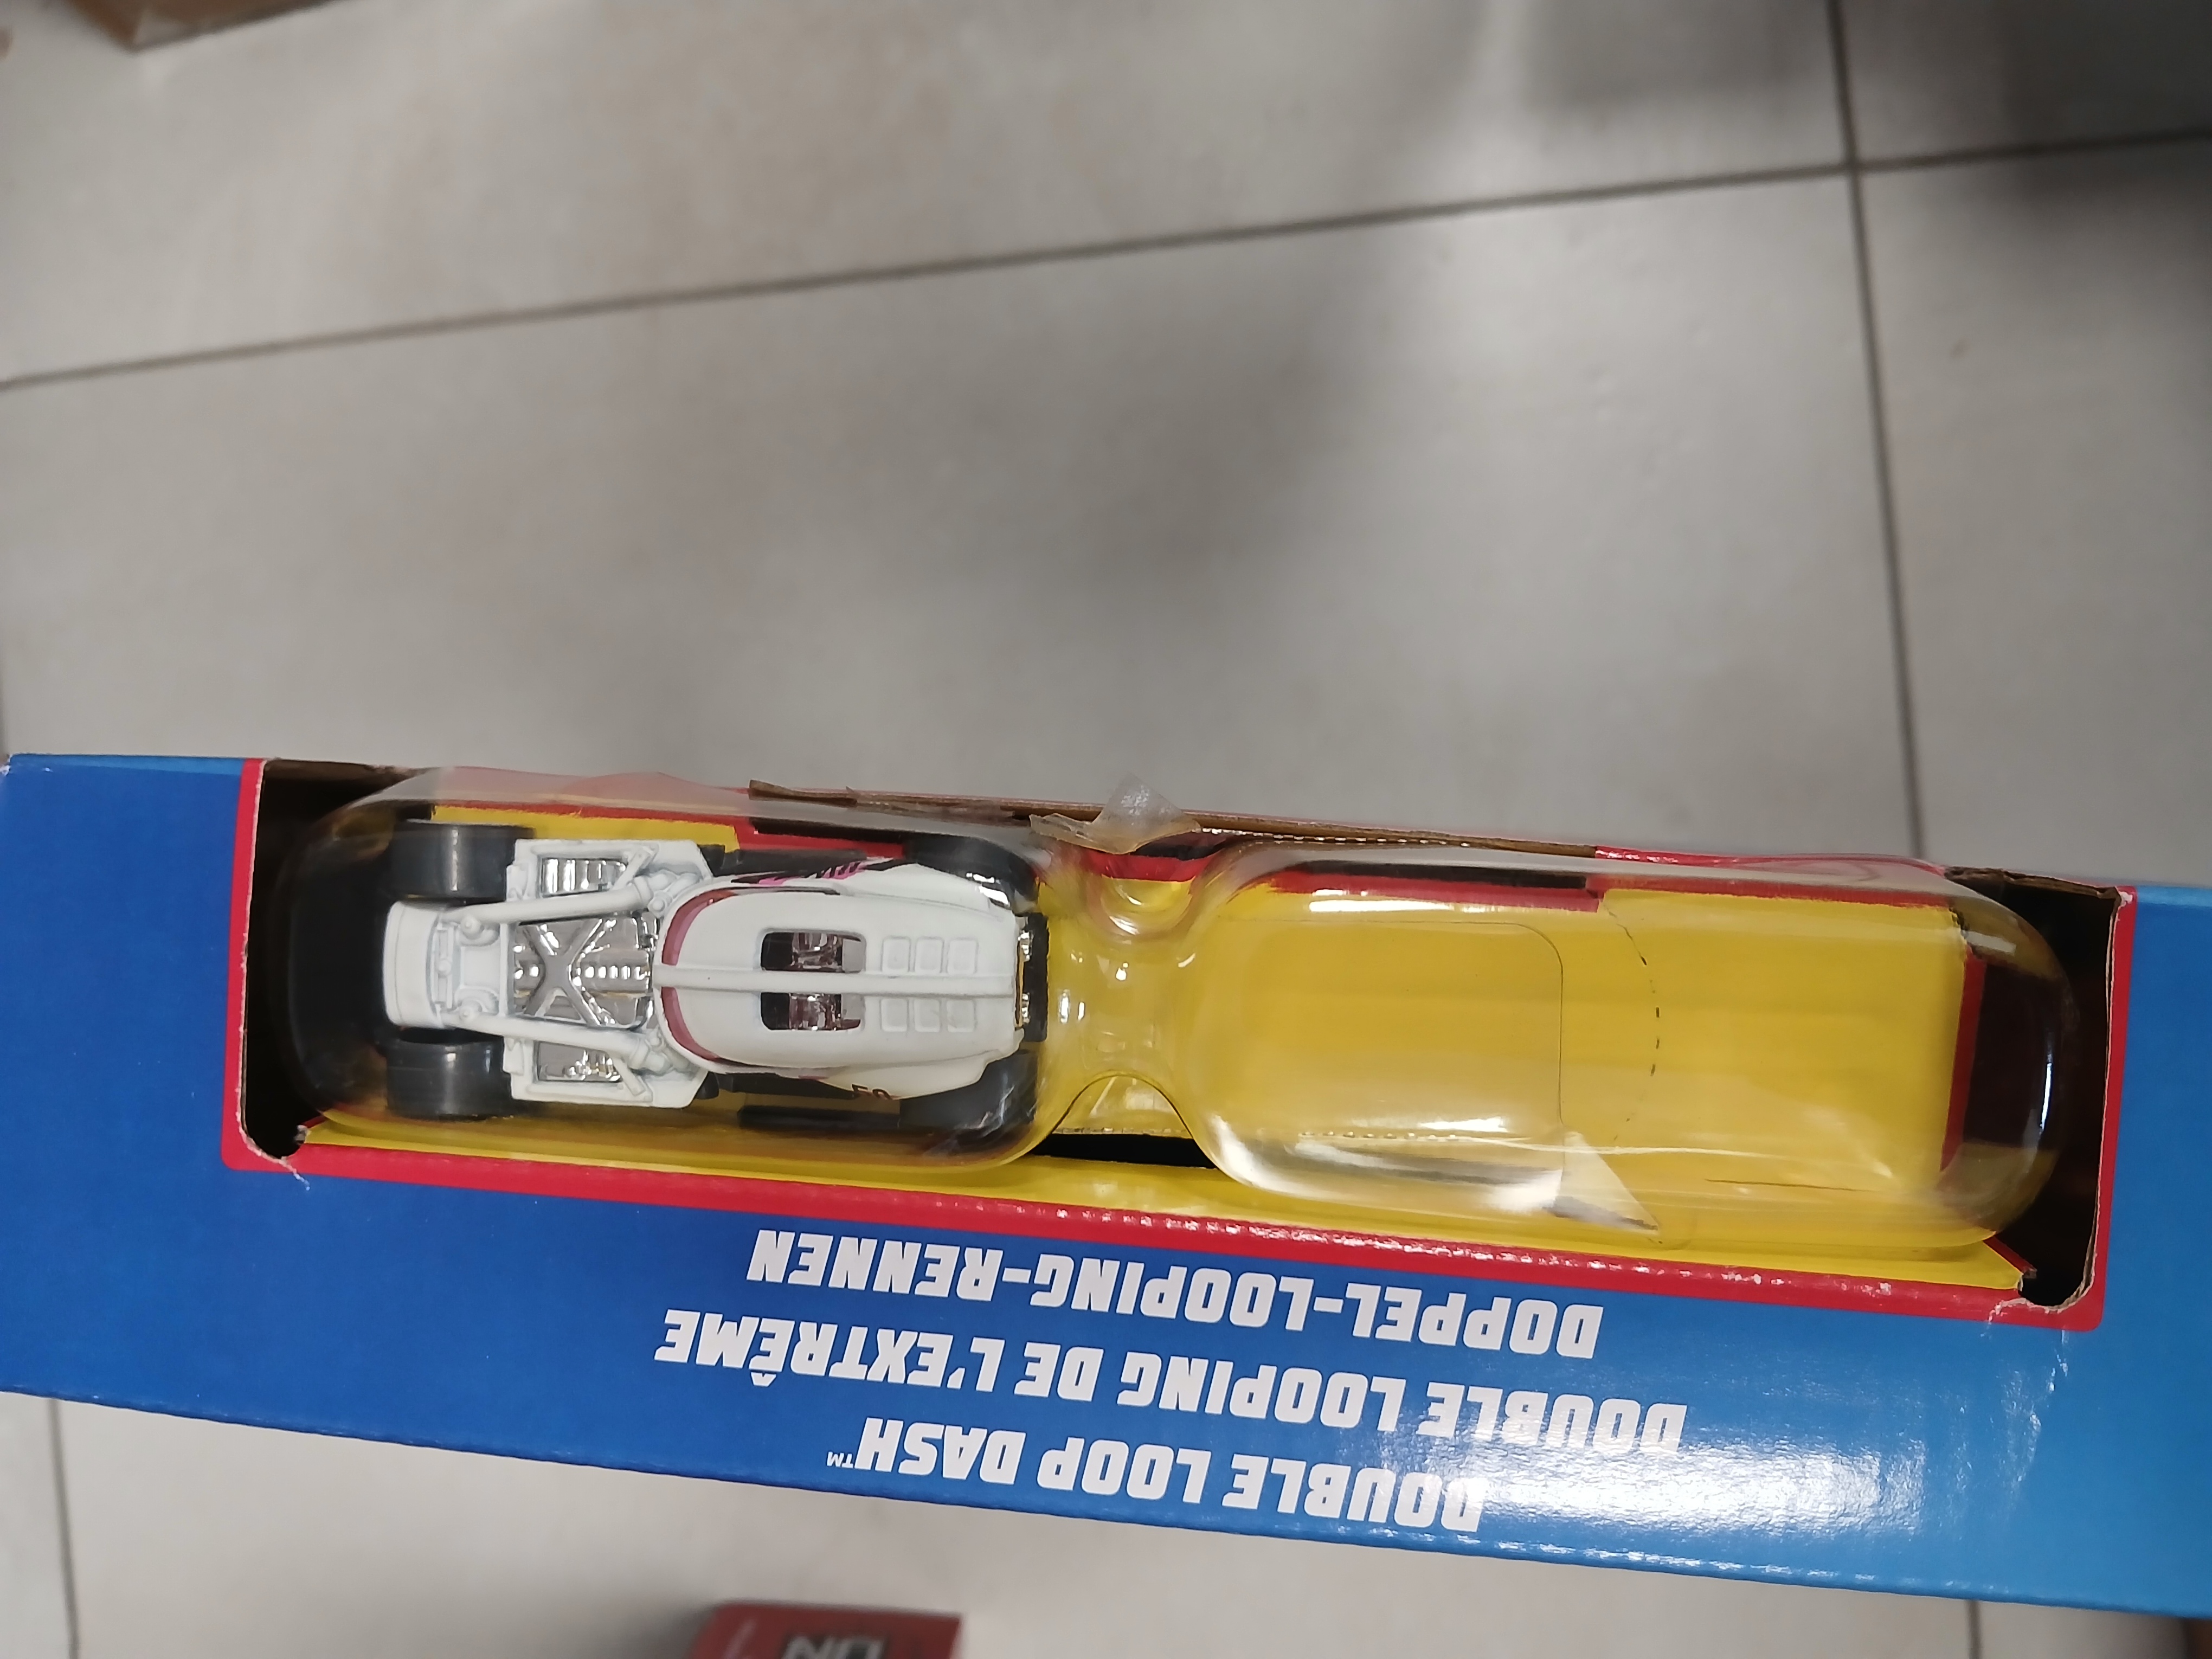 DOUBLE LOOP DASH™
DOUBLE LOOPING DE L'EXTRÊME
DOPPEL-LOOPING-RENNEN